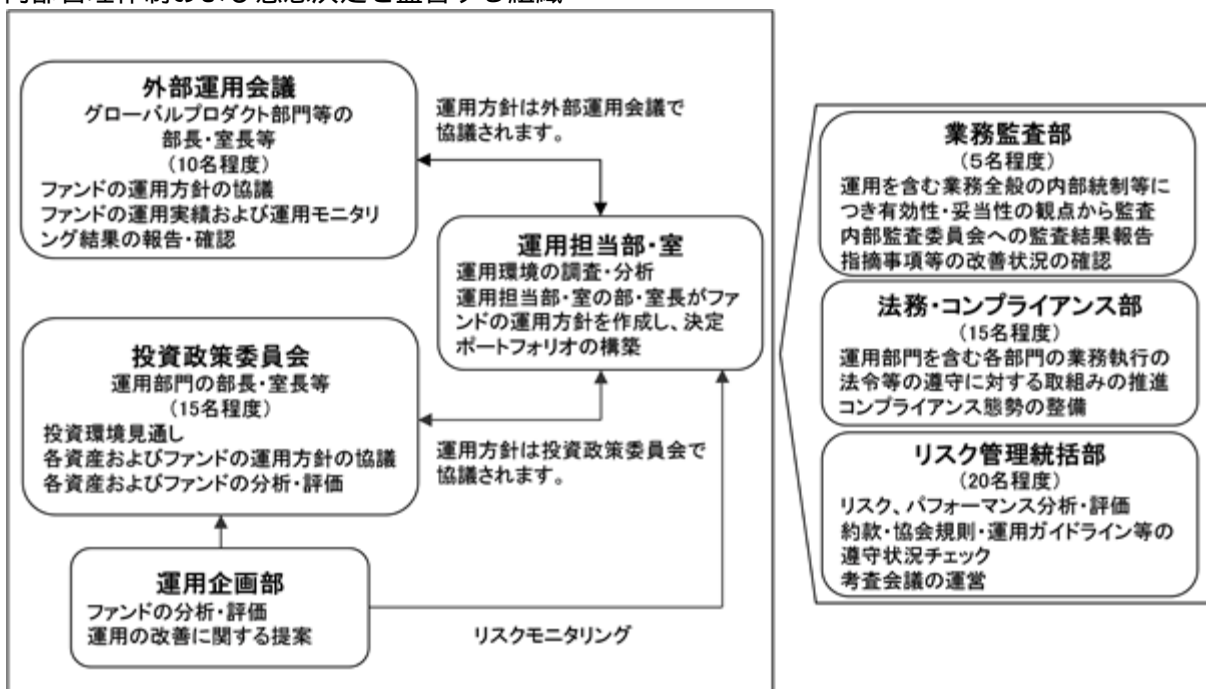 外部運用会議
グローバルプロダクト部門等の
部長・室長等
(10名程度)
ファンドの運用方針の協議
ファンドの運用実績および運用モニタリ
ング結果の報告・確認
運用方針は外部運用会議で
協議されます。
運用担当部・室
運用環境の調査・分析
運用担当部・室の部・室長がファ
ンドの運用方針を作成し、決定
ポートフォリオの構築
投資政策委員会
運用部門の部長・室長等
(15名程度)
投資環境見通し
各資産およびファンドの運用方針の協議
各資産およびファンドの分析・評価
運用方針は投資政策委員会で
協議されます。
運用企画部
ファンドの分析・評価
運用の改善に関する提案
リスクモニタリング
業務監査部
(5名程度)
運用を含む業務全般の内部統制等に
つき有効性・妥当性の観点から監査
内部監査委員会への監査結果報告
指摘事項等の改善状況の確認
法務・コンプライアンス部
(15名程度)
運用部門を含む各部門の業務執行の
法令等の遵守に対する取組みの推進
コンプライアンス態勢の整備
リスク管理統括部
(20名程度)
リスク、パフォーマンス分析・評価
約款・協会規則・運用ガイドライン等の
遵守状況チェック
考査会議の運営